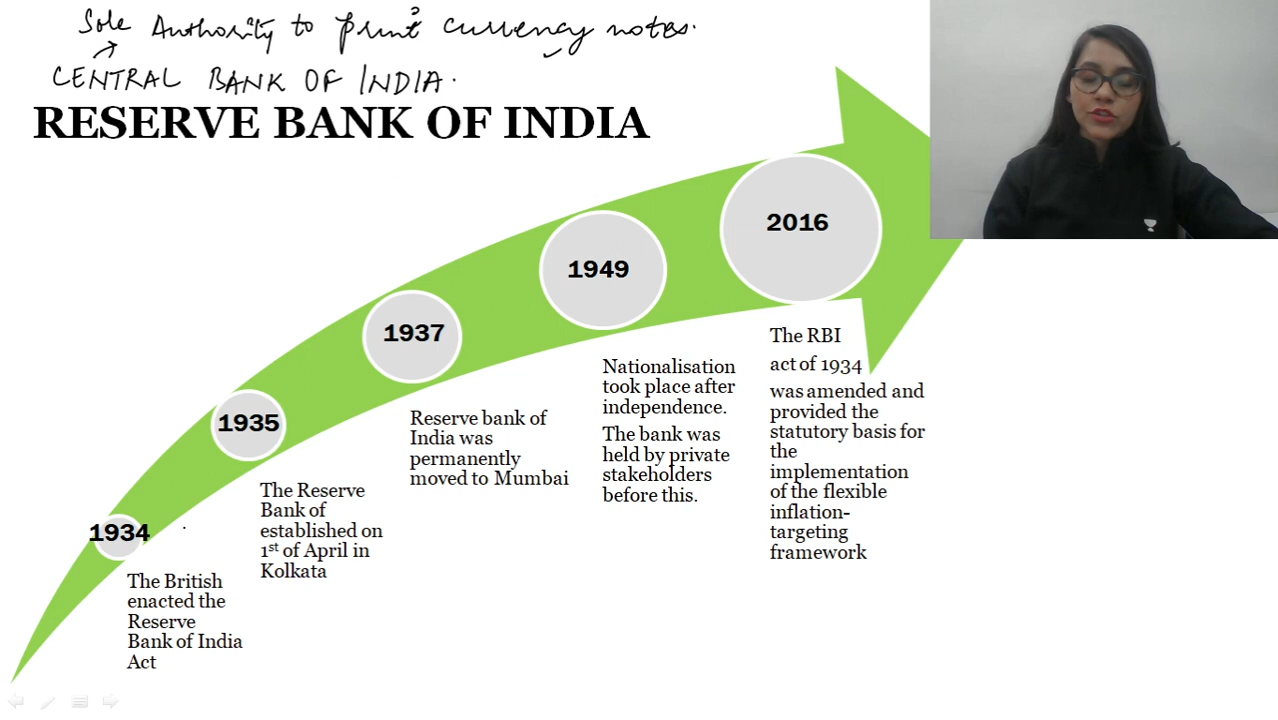 Sole Authority to print currency notes.
CENTRAL BANK OF INDIA.
RESERVE BANK OF INDIA
1934
The British
enacted the
Reserve
Bank of India
Act
1935
The Reserve
Bank of
established on
1st of April in
Kolkata
1937
Reserve bank of
India was
permanently
moved to Mumbai
1949
Nationalisation
took place after
independence.
The bank was
held by private
stakeholders
before this.
2016
The RBI
act of 1934
was amended and
provided the
statutory basis for
the
implementation
of the flexible
inflation-
targeting
framework